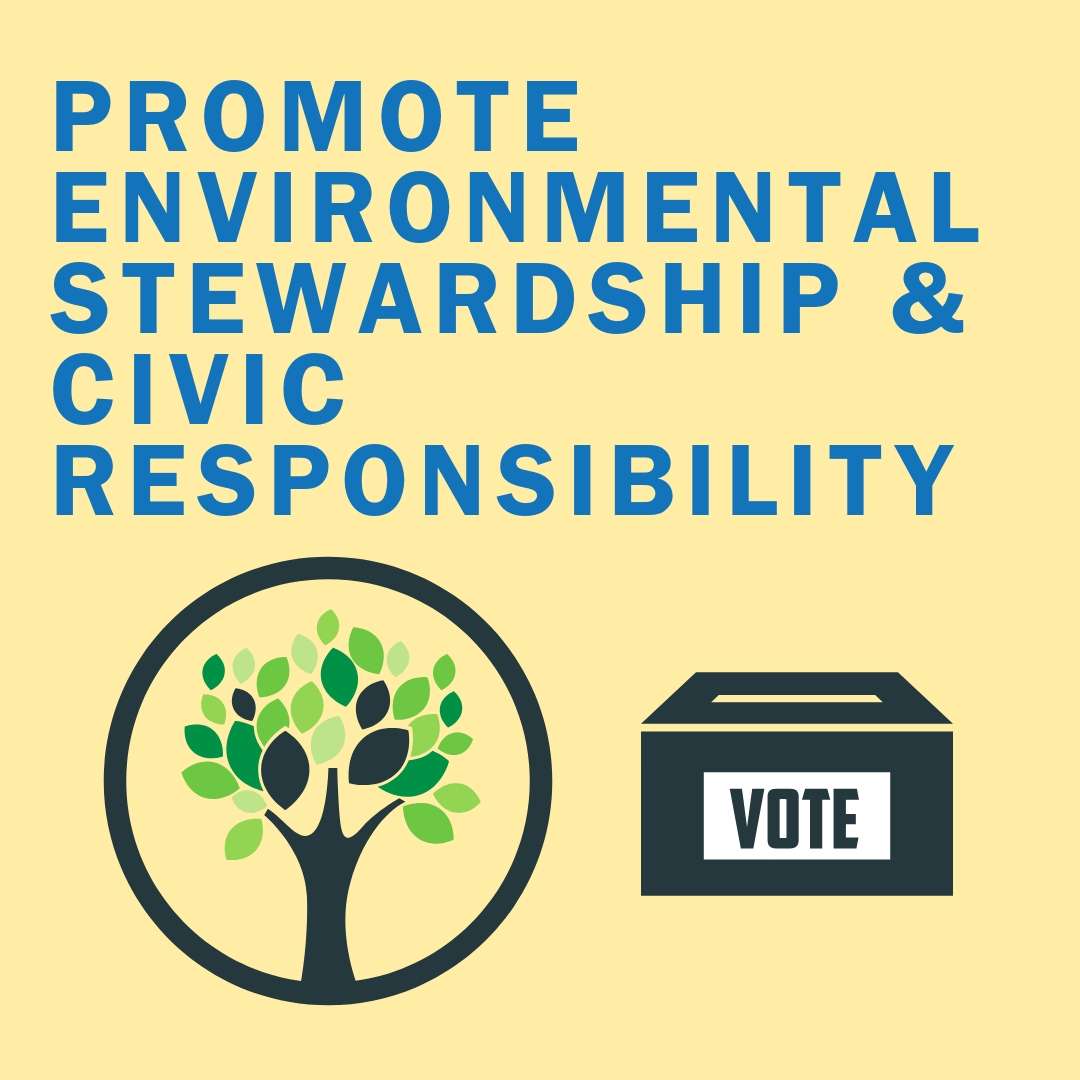 PROMOTE
ENVIRONMENTAL
STEWARDSHIP &
CIVIC
RESPONSIBILITY
VOTE